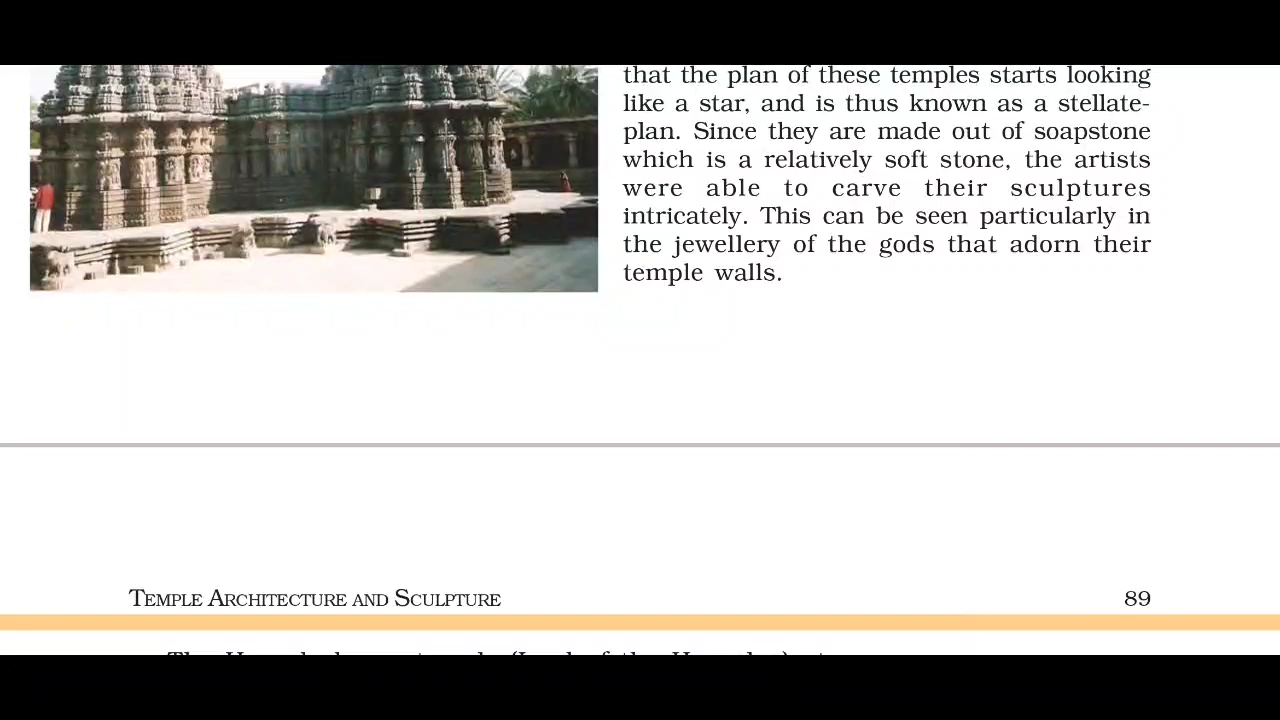 that the plan of these temples starts looking
like a star, and is thus known as a stellate-
plan. Since they are made out of soapstone
which is a relatively soft stone, the artists
were able to carve their sculptures
intricately. This can be seen particularly in
the jewellery of the gods that adorn their
temple walls.
TEMPLE ARCHITECTURE AND SCULPTURE 89